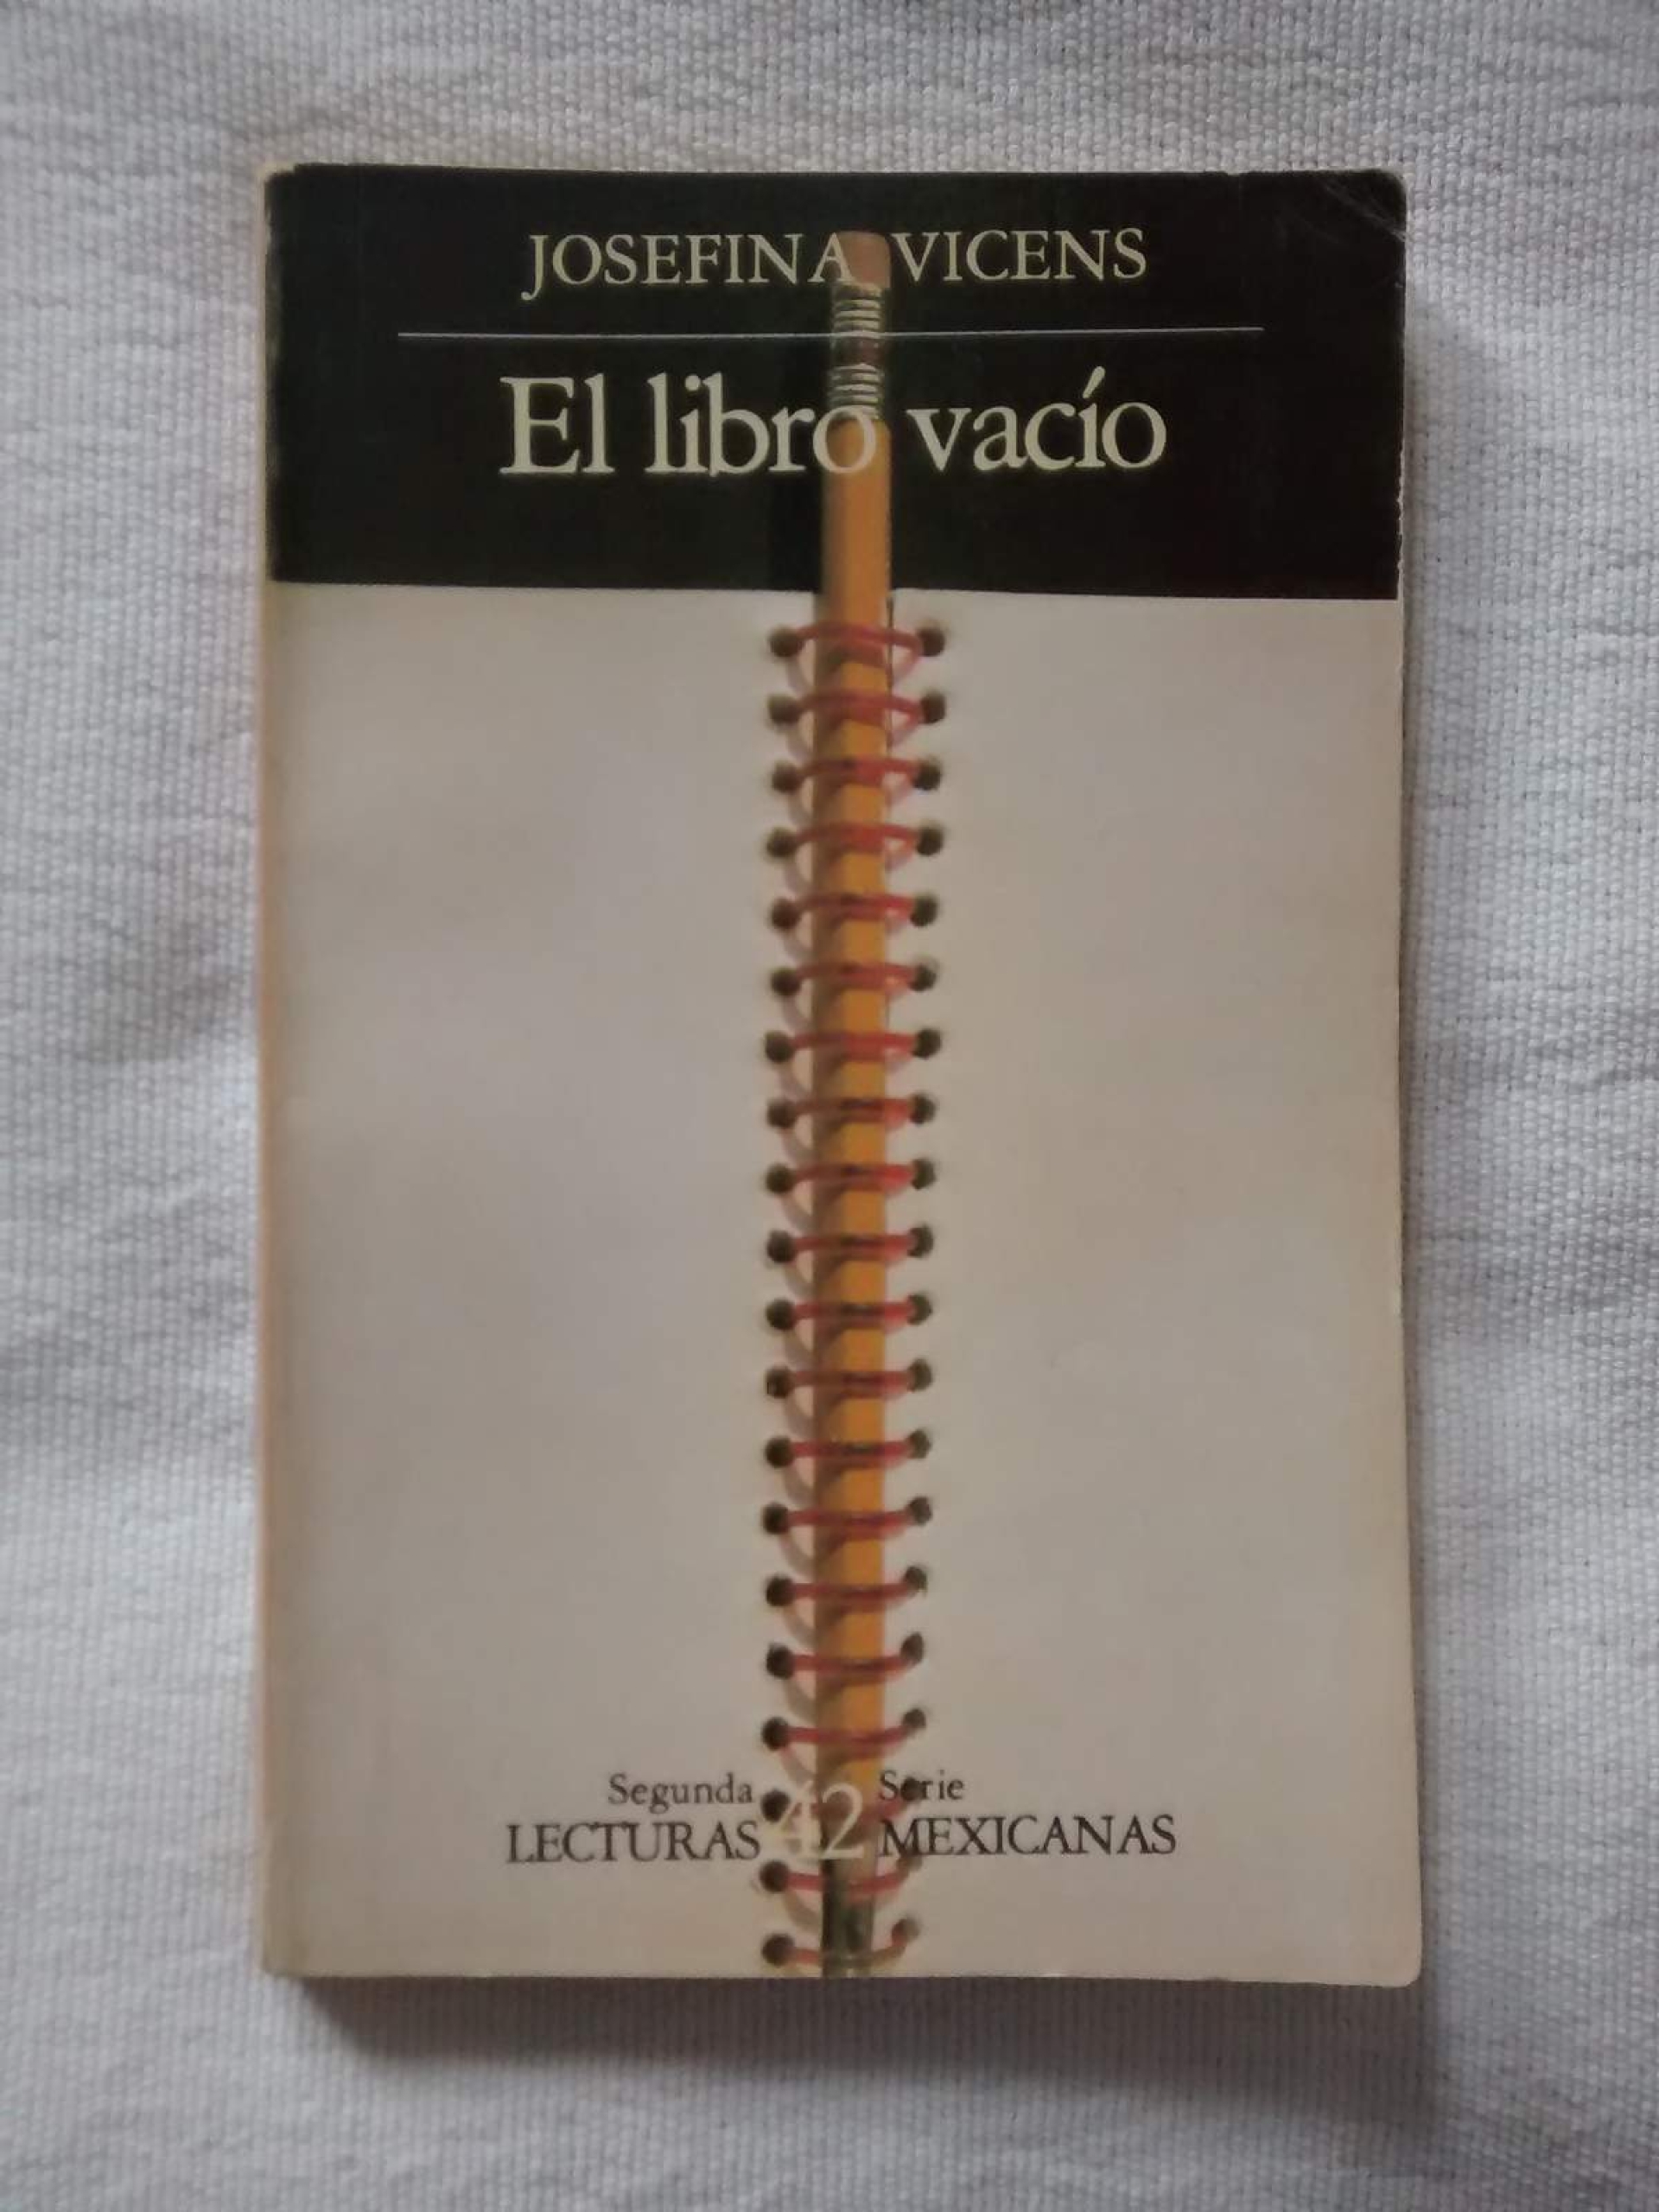 JOSEFINA VICENS
El libro vacío
Segunda 42 Serie
LECTURAS MEXICANAS